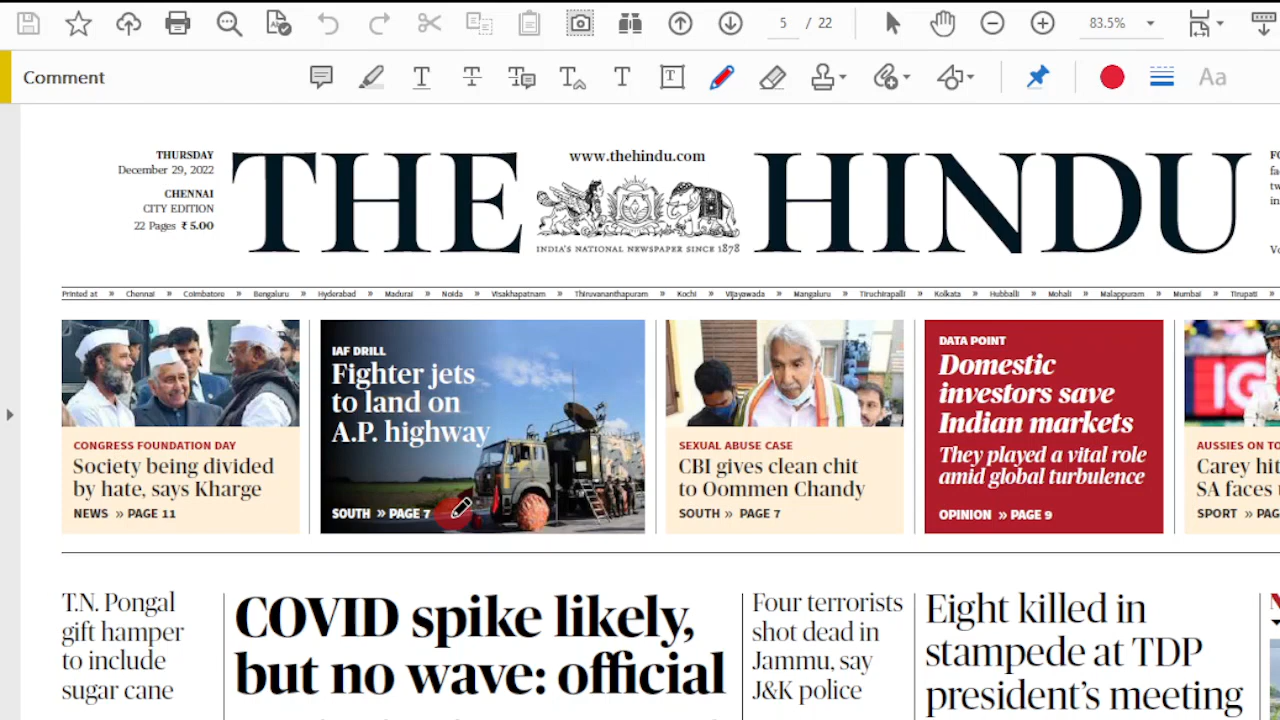 5 / 22
83.5%
Comment
Aa
THURSDAY
December 29, 2022
CHENNAI
CITY EDITION
22 Pages ₹ 5.00
THE HINDU
www.thehindu.com
INDIA'S NATIONAL NEWSPAPER SINCE 1878
Printed at » Chennai » Coimbatore » Bengaluru » Hyderabad » Madurai » Noida » Visakhapatnam » Thiruvananthapuram » Kochi » Vijayawada » Mangaluru » Tiruchirapalli » Kolkata » Hubballi » Mohali » Malappuram » Mumbai » Tirupati »
CONGRESS FOUNDATION DAY
Society being divided
by hate, says Kharge
NEWS » PAGE 11
IAF DRILL
Fighter jets
to land on
A.P. highway
SOUTH » PAGE 7
SEXUAL ABUSE CASE
CBI gives clean chit
to Oommen Chandy
SOUTH » PAGE 7
DATA POINT
Domestic
investors save
Indian markets
They played a vital role
amid global turbulence
OPINION » PAGE 9
IG
AUSSIES ON TO
Carey hit
SA faces
SPORT » PAG
T.N. Pongal
gift hamper
to include
sugar cane
COVID spike likely,
but no wave: official
Four terrorists
shot dead in
Jammu, say
J&K police
Eight killed in
stampede at TDP
president's meeting